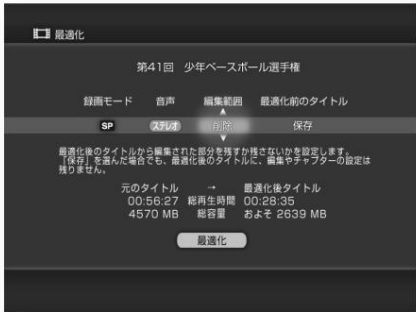 最適化
第41回 少年ベースボール選手権
録画モード 音声 編集範囲 最適化前のタイトル
SP ステレオ 削除 保存
最適化後のタイトルから編集された部分を残すか残さないかを設定します。
「保存」を選んだ場合でも、最適化後のタイトルに、編集やチャプターの設定は
残りません。
元のタイトル → 最適化後タイトル
00:56:27 総再生時間 00:28:35
4570 MB 総容量 およそ 2639 MB
最適化